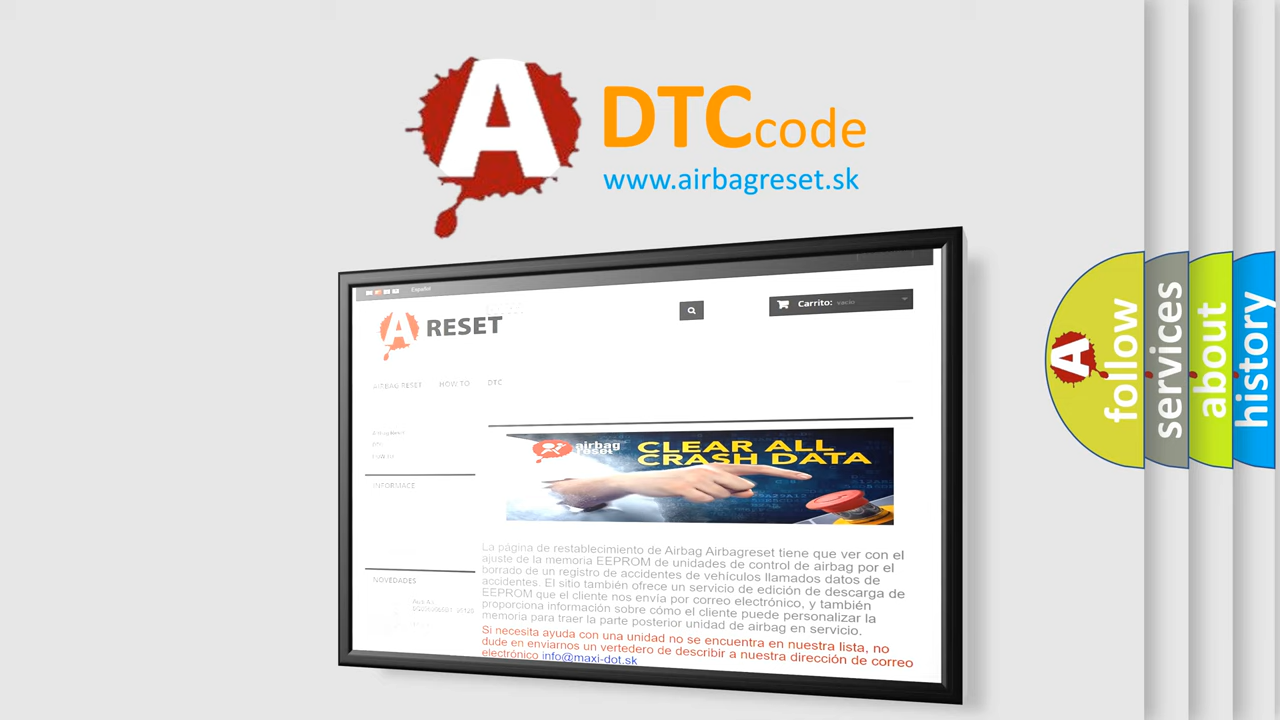 A DTCcode
www.airbagreset.sk
Español
A RESET
Carrito: vacío
AIRBAG RESET HOW TO DTC
INFORMACE
NOVEDADES
airbag
reset
CLEAR ALL
CRASH DATA
La página de restablecimiento de Airbag Airbagreset tiene que ver con el
ajuste de la memoria EEPROM de unidades de control de airbag por el
borrado de un registro de accidentes de vehículos llamados datos de
accidentes. El sitio también ofrece un servicio de edición de descarga de
EEPROM que el cliente nos envía por correo electrónico, y también
proporciona información sobre cómo el cliente puede personalizar la
memoria para traer la parte posterior unidad de airbag en servicio.
Si necesita ayuda con una unidad no se encuentra en nuestra lista, no
dude en enviarnos un vertedero de describir a nuestra dirección de correo
electrónico info@maxi-dot.sk
A
follow
services
about
history